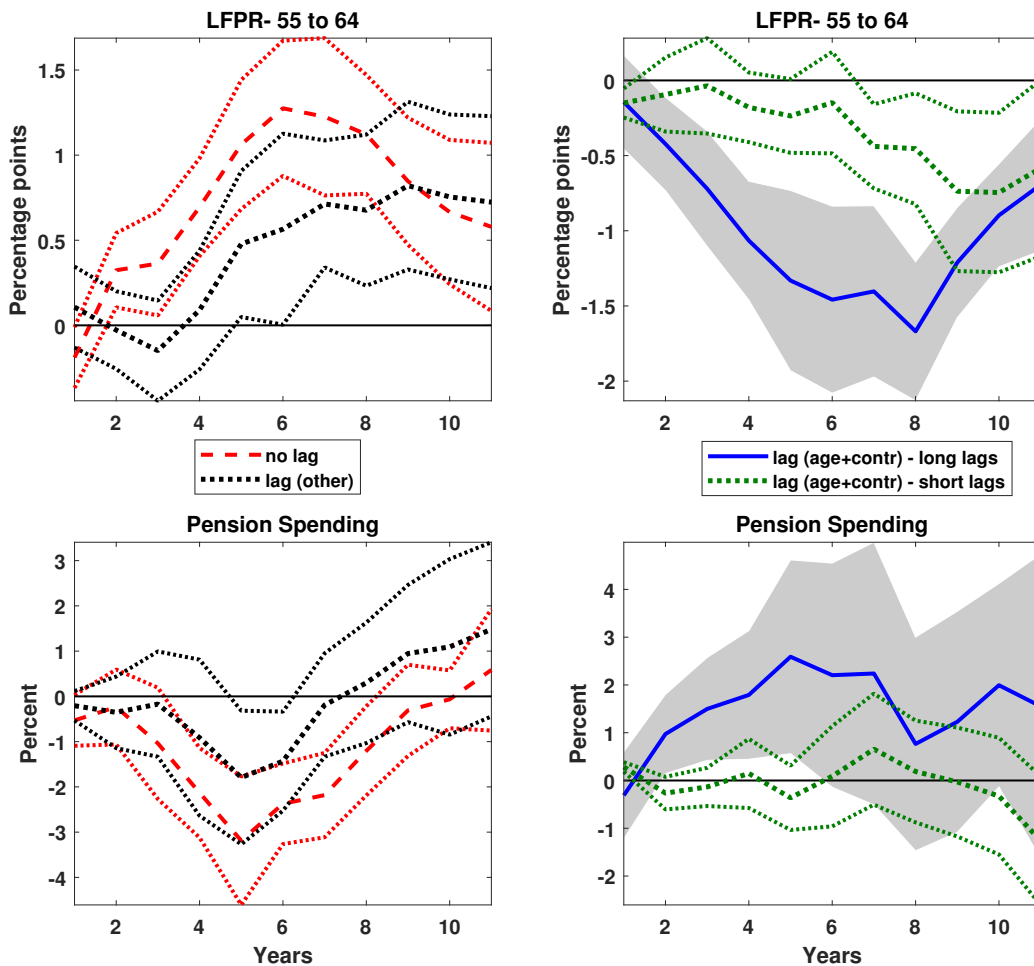 LFPR- 55 to 64
Percentage points
1.5
1
0.5
0
2 4 6 8 10
no lag
lag (other)
LFPR- 55 to 64
Percentage points
0
-0.5
-1
-1.5
-2
2 4 6 8 10
lag (age+contr) - long lags
lag (age+contr) - short lags
Pension Spending
Percent
3
2
1
0
-1
-2
-3
-4
2 4 6 8 10
Years
Pension Spending
Percent
4
3
2
1
0
-1
-2
2 4 6 8 10
Years